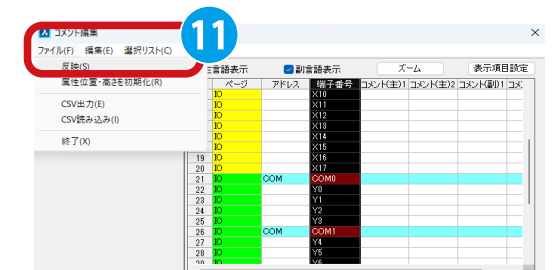 コメント編集
11
ファイル(F) 編集(E) 選択リスト(C)
反映(S)
属性位置・高さを初期化(R)
CSV出力(E)
CSV読み込み(I)
終了(X)
言語表示 副言語表示 ズーム 表示項目設定
ページ アドレス 端子番号 コメント(主)1 コメント(主)2 コメント(副)1
IO X10
IO X11
IO X12
IO X13
IO X14
IO X15
19 IO X16
20 IO X17
21 IO COM COM0
22 IO Y0
23 IO Y1
24 IO Y2
25 IO Y3
26 IO COM COM1
27 IO Y4
28 IO Y5
29 IO Y6